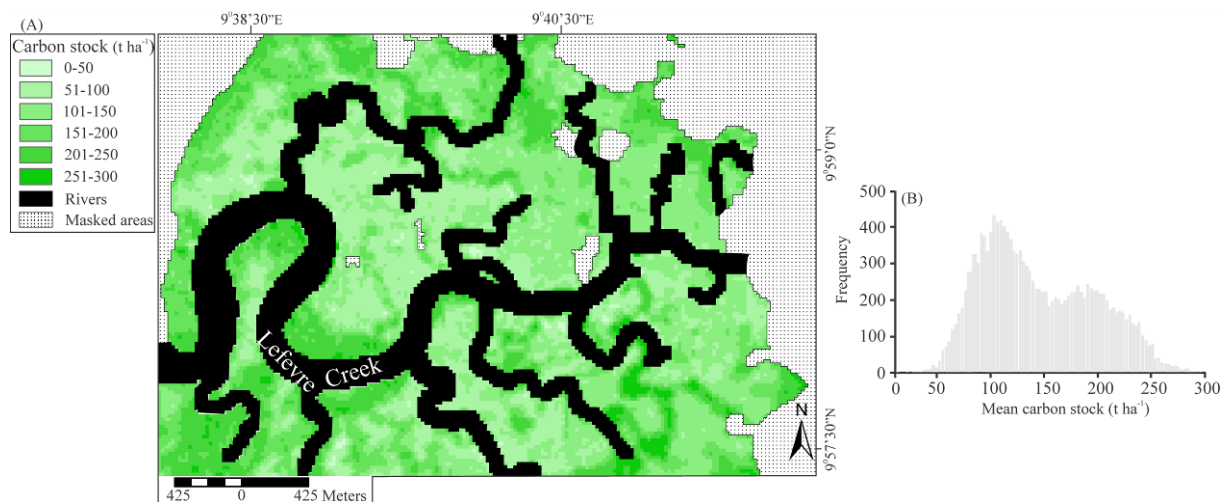 (A)
9°38'30"E
9°40'30"E
Carbon stock (t ha⁻¹)
0-50
51-100
101-150
151-200
201-250
251-300
Rivers
Masked areas
Lefevre Creek
9°59'0"N
9°57'30"N
N
425 0 425 Meters
(B)
500
400
300
200
100
0
Frequency
0 50 100 150 200 250 300
Mean carbon stock (t ha⁻¹)